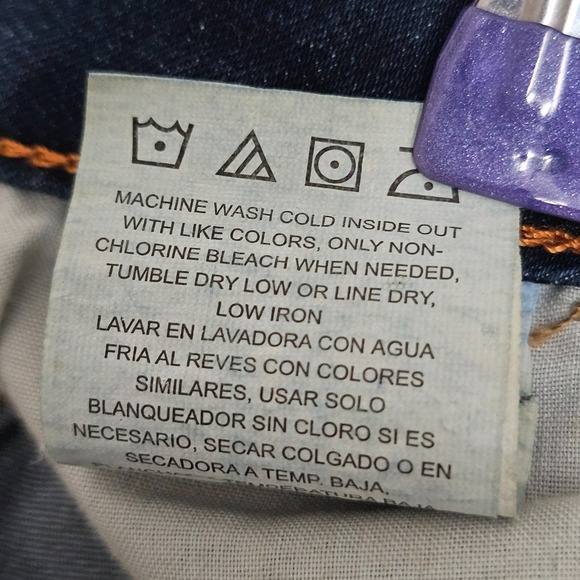 MACHINE WASH COLD INSIDE OUT
WITH LIKE COLORS, ONLY NON-
CHLORINE BLEACH WHEN NEEDED,
TUMBLE DRY LOW OR LINE DRY,
LOW IRON
LAVAR EN LAVADORA CON AGUA
FRIA AL REVES CON COLORES
SIMILARES, USAR SOLO
BLANQUEADOR SIN CLORO SI ES
NECESARIO, SECAR COLGADO O EN
SECADORA A TEMP. BAJA,
TEMPERATURA BAJA